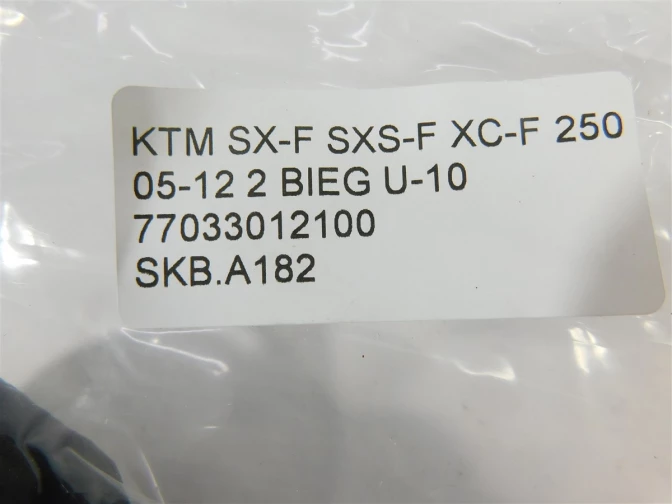 KTM SX-F SXS-F XC-F 250
05-12 2 BIEG U-10
77033012100
SKB.A182